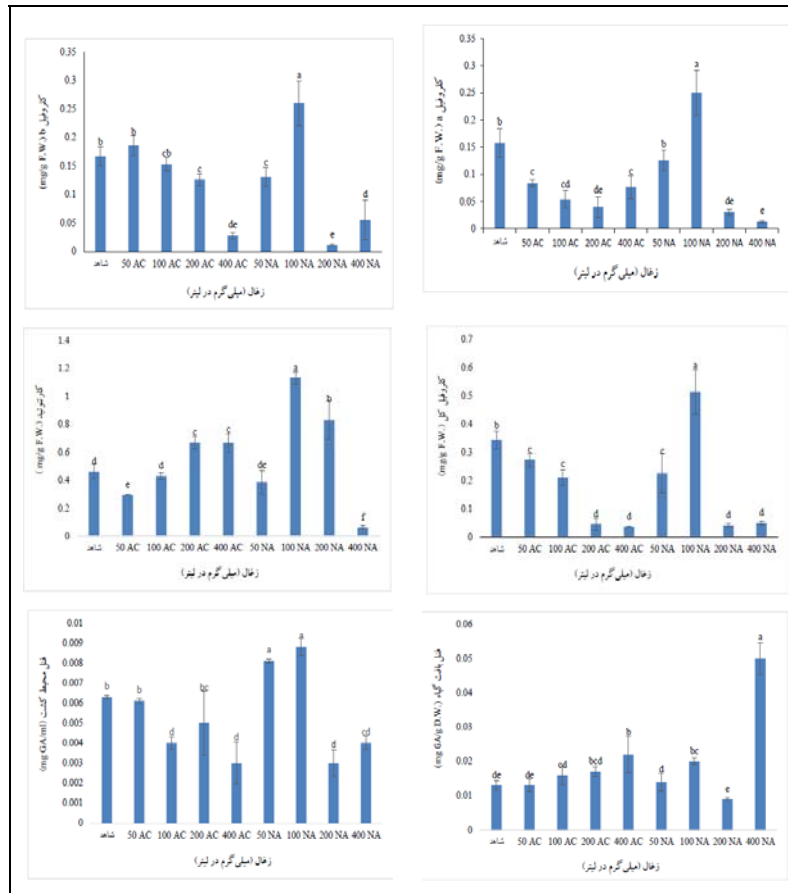 کلروفیل b (mg/g F.W.)
0.35
0.3
0.25
0.2
0.15
0.1
0.05
0
b b cb c de c a e d
شاهد 50 AC 100 AC 200 AC 400 AC 50 NA 100 NA 200 NA 400 NA
زغال (میلی‌گرم در لیتر)
کلروفیل a (mg/g F.W.)
0.35
0.3
0.25
0.2
0.15
0.1
0.05
0
b c cd de c b a de e
شاهد 50 AC 100 AC 200 AC 400 AC 50 NA 100 NA 200 NA 400 NA
زغال (میلی‌گرم در لیتر)
کارتنوئید (mg/g F.W.)
1.4
1.2
1
0.8
0.6
0.4
0.2
0
d e d c c de a b f
شاهد 50 AC 100 AC 200 AC 400 AC 50 NA 100 NA 200 NA 400 NA
زغال (میلی‌گرم در لیتر)
کلروفیل کل (mg/g F.W.)
0.7
0.6
0.5
0.4
0.3
0.2
0.1
0
b c c d d c a d d
شاهد 50 AC 100 AC 200 AC 400 AC 50 NA 100 NA 200 NA 400 NA
زغال (میلی‌گرم در لیتر)
فنل محیط کشت (mg GA/ml)
0.01
0.009
0.008
0.007
0.006
0.005
0.004
0.003
0.002
0.001
0
b b d bc d a a d cd
شاهد 50 AC 100 AC 200 AC 400 AC 50 NA 100 NA 200 NA 400 NA
زغال (میلی‌گرم در لیتر)
فنل بافت گیاه (mg GA/g D.W.)
0.06
0.05
0.04
0.03
0.02
0.01
0
de de cd bcd b d bc e a
شاهد 50 AC 100 AC 200 AC 400 AC 50 NA 100 NA 200 NA 400 NA
زغال (میلی‌گرم در لیتر)